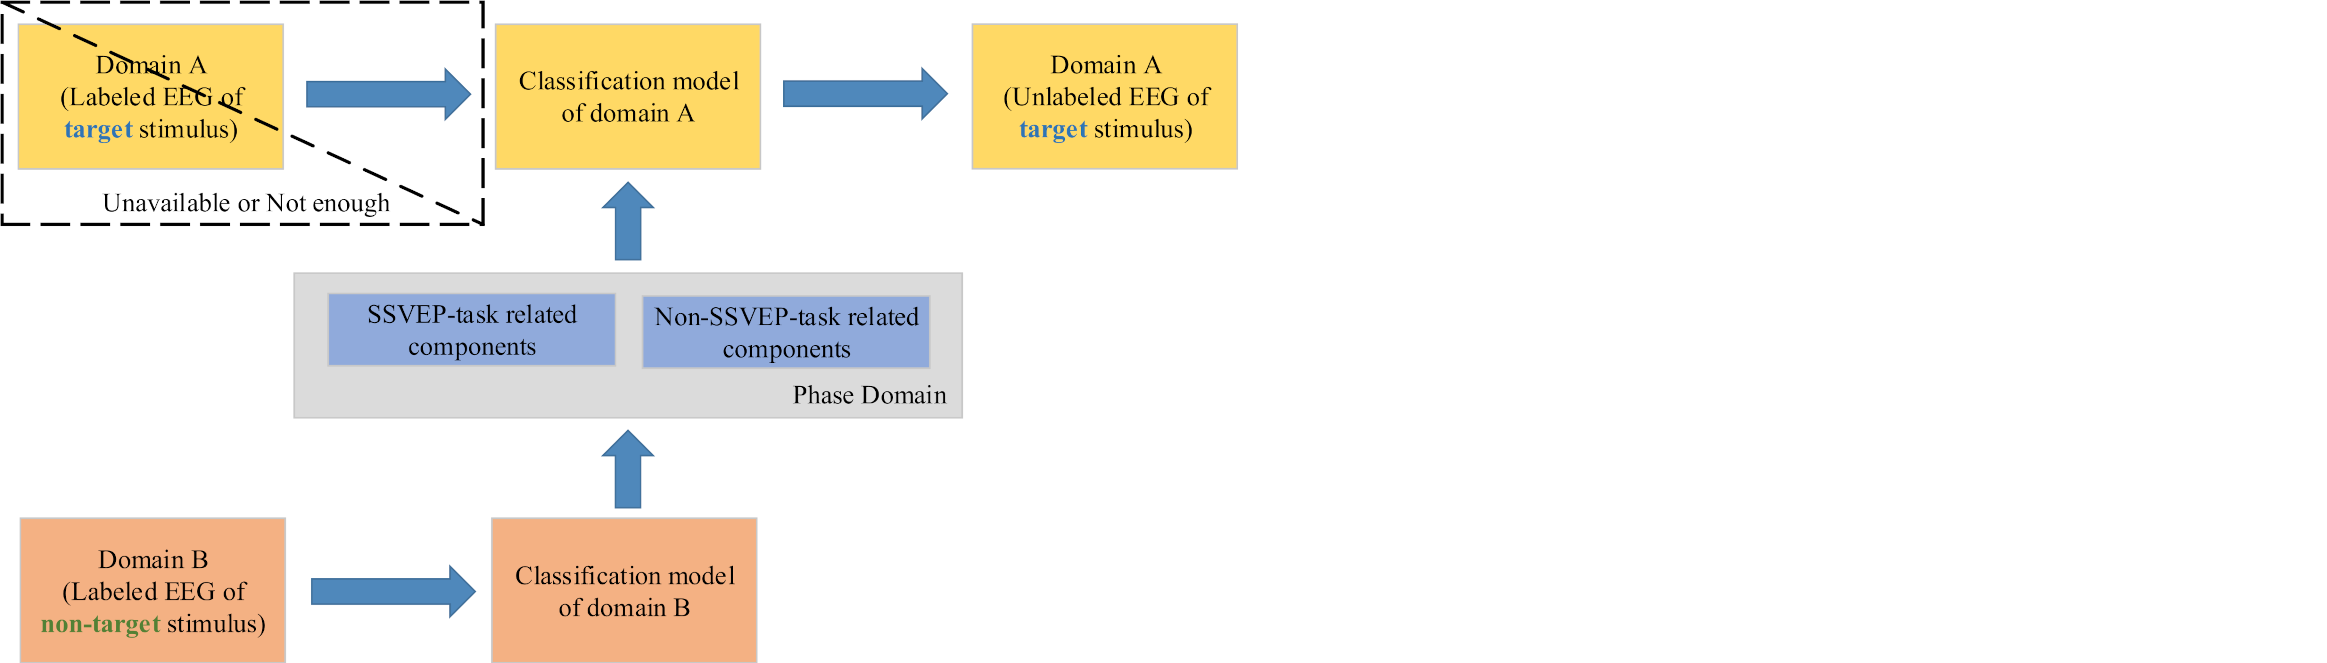 Domain A
(Labeled EEG of
target stimulus)
Unavailable or Not enough
Classification model
of domain A
Domain A
(Unlabeled EEG of
target stimulus)
SSVEP-task related
components
Non-SSVEP-task related
components
Phase Domain
Domain B
(Labeled EEG of
non-target stimulus)
Classification model
of domain B